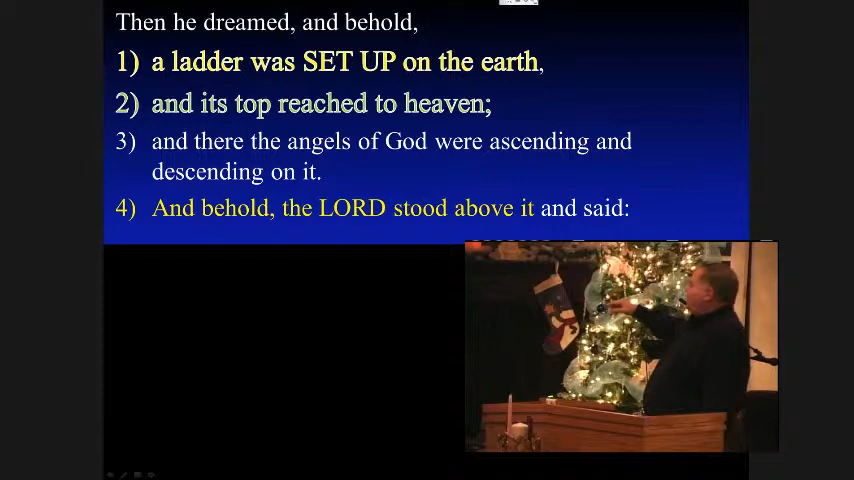 Then he dreamed, and behold,
1) a ladder was SET UP on the earth,
2) and its top reached to heaven;
3) and there the angels of God were ascending and
descending on it.
4) And behold, the LORD stood above it and said: